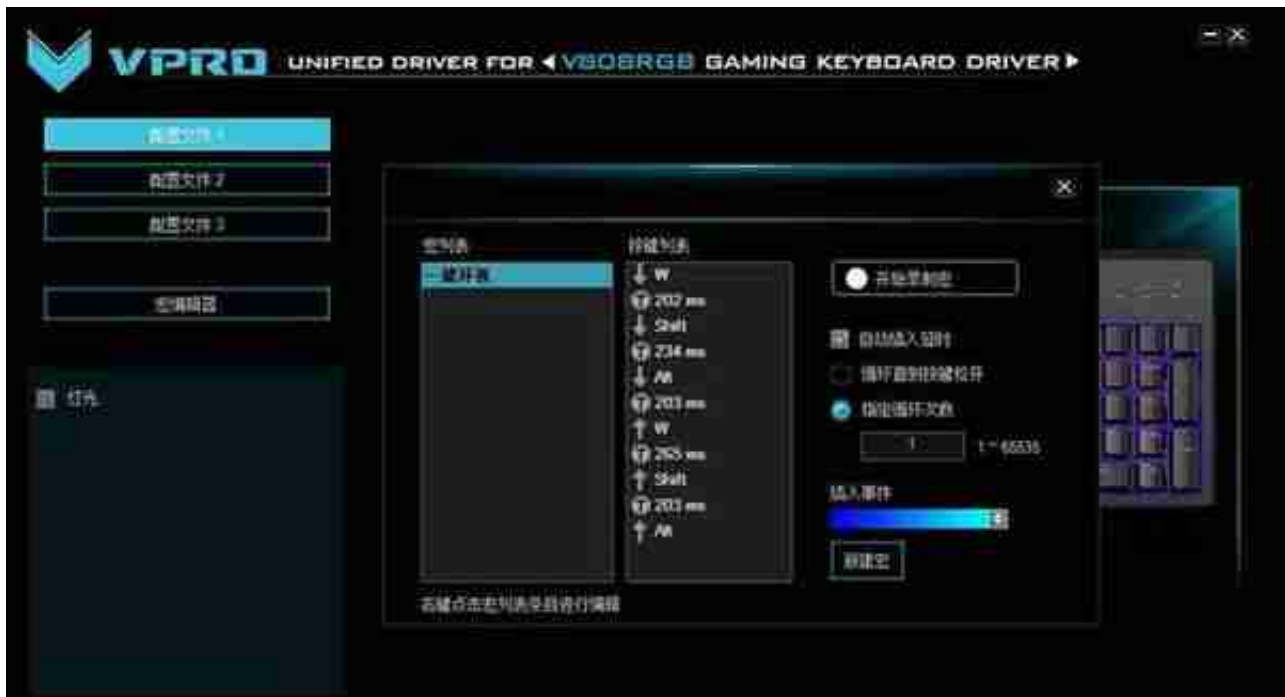 VPRO UNIFIED DRIVER FOR ◀ V808RGB GAMING KEYBOARD DRIVER ▶
配置文件 1
配置文件 2
配置文件 3
宏编辑器
灯光
宏列表
按键列表
↓ W
202 ms
↓ Shift
234 ms
↓ Alt
203 ms
↑ W
265 ms
↑ Shift
203 ms
↑ Alt
开始录制宏
自动插入延时
循环直到按键松开
指定循环次数
1
1~65535
插入事件
新建宏
右键点击宏列表条目进行编辑